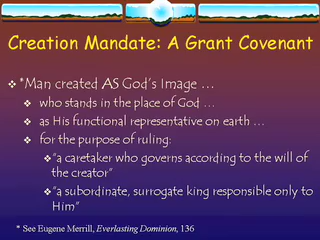 Creation Mandate: A Grant Covenant
*Man created AS God's Image …
who stands in the place of God …
as His functional representative on earth …
for the purpose of ruling:
"a caretaker who governs according to the will of
the creator"
"a subordinate, surrogate king responsible only to
Him"
* See Eugene Merrill, Everlasting Dominion, 136